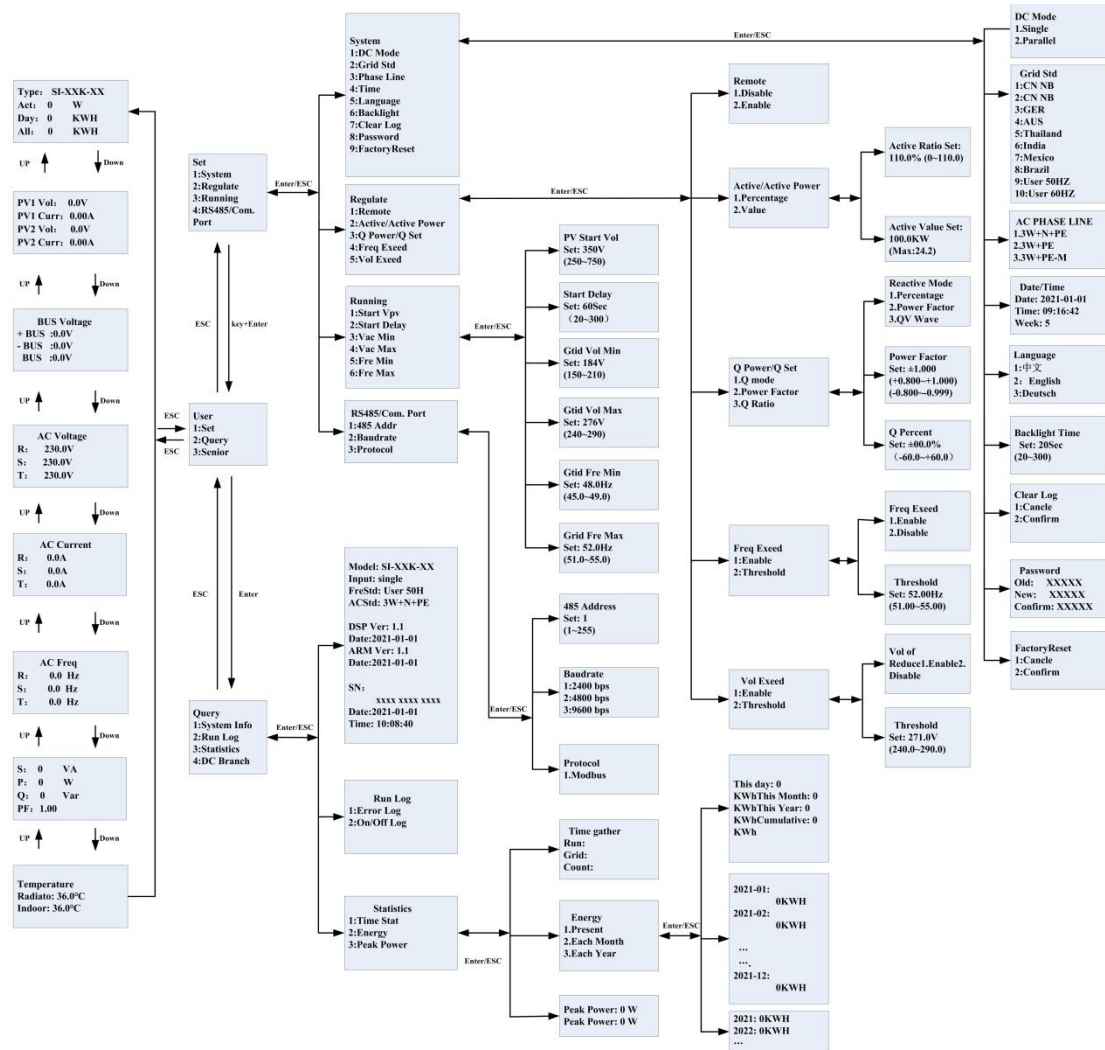 Type: SI-XXK-XX
Act: 0 W
Day: 0 KWH
All: 0 KWH
UP
Down
PV1 Vol: 0.0V
PV1 Curr: 0.00A
PV2 Vol: 0.0V
PV2 Curr: 0.00A
UP
Down
BUS Voltage
+ BUS :0.0V
- BUS :0.0V
BUS :0.0V
UP
Down
AC Voltage
R: 230.0V
S: 230.0V
T: 230.0V
UP
Down
AC Current
R: 0.0A
S: 0.0A
T: 0.0A
UP
Down
AC Freq
R: 0.0 Hz
S: 0.0 Hz
T: 0.0 Hz
UP
Down
S: 0 VA
P: 0 W
Q: 0 Var
PF: 1.00
UP
Down
Temperature
Radiato: 36.0℃
Indoor: 36.0℃
ESC
ESC
Set
1:System
2:Regulate
3:Running
4:RS485/Com.
Port
Enter/ESC
ESC
key+Enter
User
1:Set
2:Query
3:Senior
ESC
Enter
Query
1:System Info
2:Run Log
3:Statistics
4:DC Branch
Enter/ESC
System
1:DC Mode
2:Grid Std
3:Phase Line
4:Time
5:Language
6:Backlight
7:Clear Log
8:Password
9:FactoryReset
Enter/ESC
Regulate
1:Remote
2:Active/Active Power
3:Q Power/Q Set
4:Freq Exeed
5:Vol Exeed
Enter/ESC
Running
1:Start Vpv
2:Start Delay
3:Vac Min
4:Vac Max
5:Fre Min
6:Fre Max
Enter/ESC
RS485/Com. Port
1:485 Addr
2:Baudrate
3:Protocol
Model: SI-XXK-XX
Input: single
FreStd: User 50H
ACStd: 3W+N+PE
DSP Ver: 1.1
Date:2021-01-01
ARM Ver: 1.1
Date:2021-01-01
SN:
xxxx xxxx xxxx
Date:2021-01-01
Time: 10:08:40
Enter/ESC
Run Log
1:Error Log
2:On/Off Log
Statistics
1:Time Stat
2:Energy
3:Peak Power
Enter/ESC
PV Start Vol
Set: 350V
(250~750)
Start Delay
Set: 60Sec
（20~300）
Gtid Vol Min
Set: 184V
(150~210)
Gtid Vol Max
Set: 276V
(240~290)
Gtid Fre Min
Set: 48.0Hz
(45.0~49.0)
Grid Fre Max
Set: 52.0Hz
(51.0~55.0)
485 Address
Set: 1
(1~255)
Baudrate
1:2400 bps
2:4800 bps
3:9600 bps
Protocol
1.Modbus
Time gather
Run:
Grid:
Count:
Energy
1.Present
2.Each Month
3.Each Year
Enter/ESC
Peak Power: 0 W
Peak Power: 0 W
Remote
1.Disable
2.Enable
Active/Active Power
1.Percentage
2.Value
Q Power/Q Set
1.Q mode
2.Power Factor
3.Q Ratio
Freq Exeed
1:Enable
2:Threshold
Vol Exeed
1:Enable
2:Threshold
This day: 0
KWhThis Month: 0
KWhThis Year: 0
KWhCumulative: 0
KWh
2021-01:
0KWH
2021-02:
0KWH
...
....
2021-12:
0KWH
2021: 0KWH
2022: 0KWH
...
Active Ratio Set:
110.0% (0~110.0)
Active Value Set:
100.0KW
(Max:24.2)
Reactive Mode
1.Percentage
2.Power Factor
3.QV Wave
Power Factor
Set: ±1.000
(+0.800~+1.000)
(-0.800~-0.999)
Q Percent
Set: ±00.0%
（-60.0~+60.0）
Freq Exeed
1.Enable
2.Disable
Threshold
Set: 52.00Hz
(51.00~55.00)
Vol of
Reduce1.Enable2.
Disable
Threshold
Set: 271.0V
(240.0~290.0)
DC Mode
1.Single
2.Parallel
Grid Std
1:CN NB
2:CN NB
3:GER
4:AUS
5:Thailand
6:India
7:Mexico
8:Brazil
9:User 50HZ
10:User 60HZ
AC PHASE LINE
1.3W+N+PE
2.3W+PE
3.3W+PE-M
Date/Time
Date: 2021-01-01
Time: 09:16:42
Week: 5
Language
1:中文
2：English
3:Deutsch
Backlight Time
Set: 20Sec
(20~300)
Clear Log
1:Cancle
2:Confirm
Password
Old: XXXXX
New: XXXXX
Confirm: XXXXX
FactoryReset
1:Cancle
2:Confirm